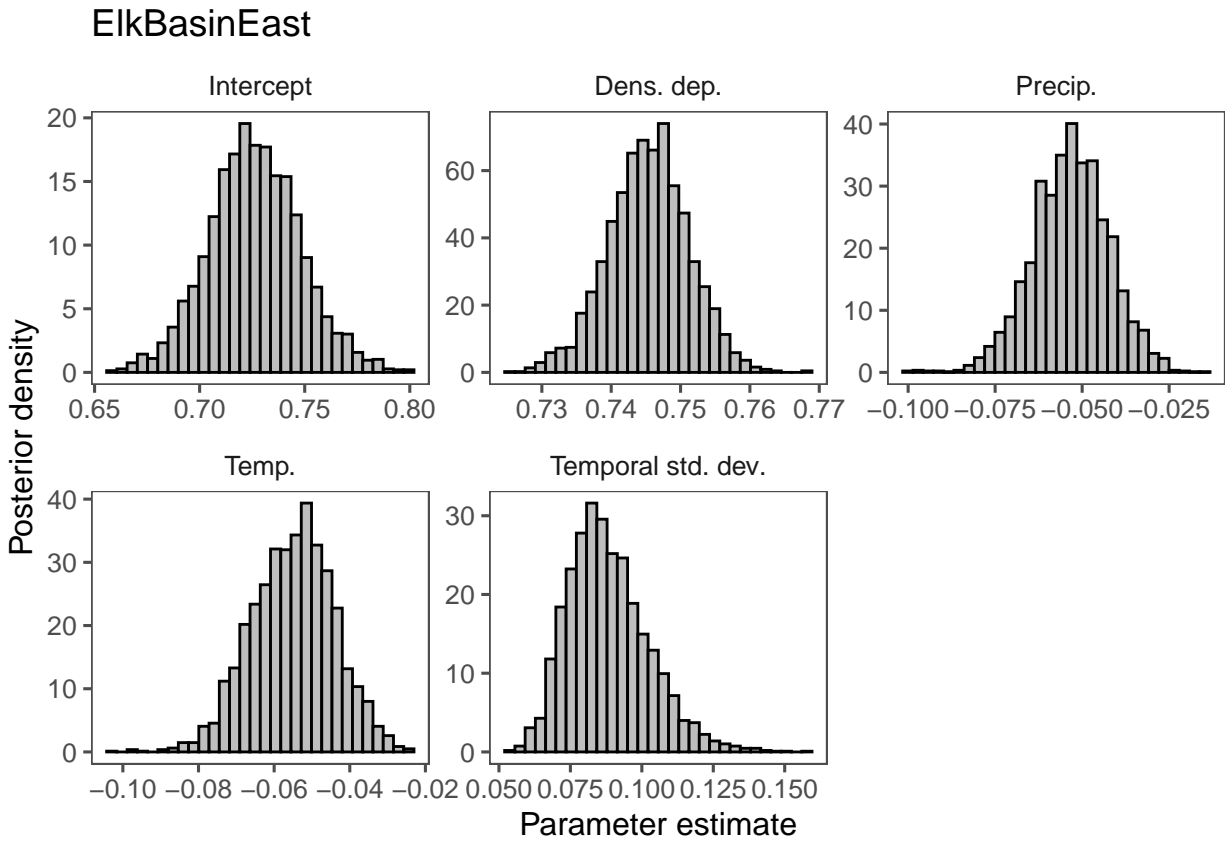 ElkBasinEast
Intercept
Dens. dep.
Precip.
20
15
10
5
0
0.65 0.70 0.75 0.80
60
40
20
0
0.73 0.74 0.75 0.76 0.77
40
30
20
10
0
−0.100 −0.075 −0.050 −0.025
Posterior density
Temp.
Temporal std. dev.
40
30
20
10
0
−0.10 −0.08 −0.06 −0.04 −0.02
30
20
10
0
0.050 0.075 0.100 0.125 0.150
Parameter estimate